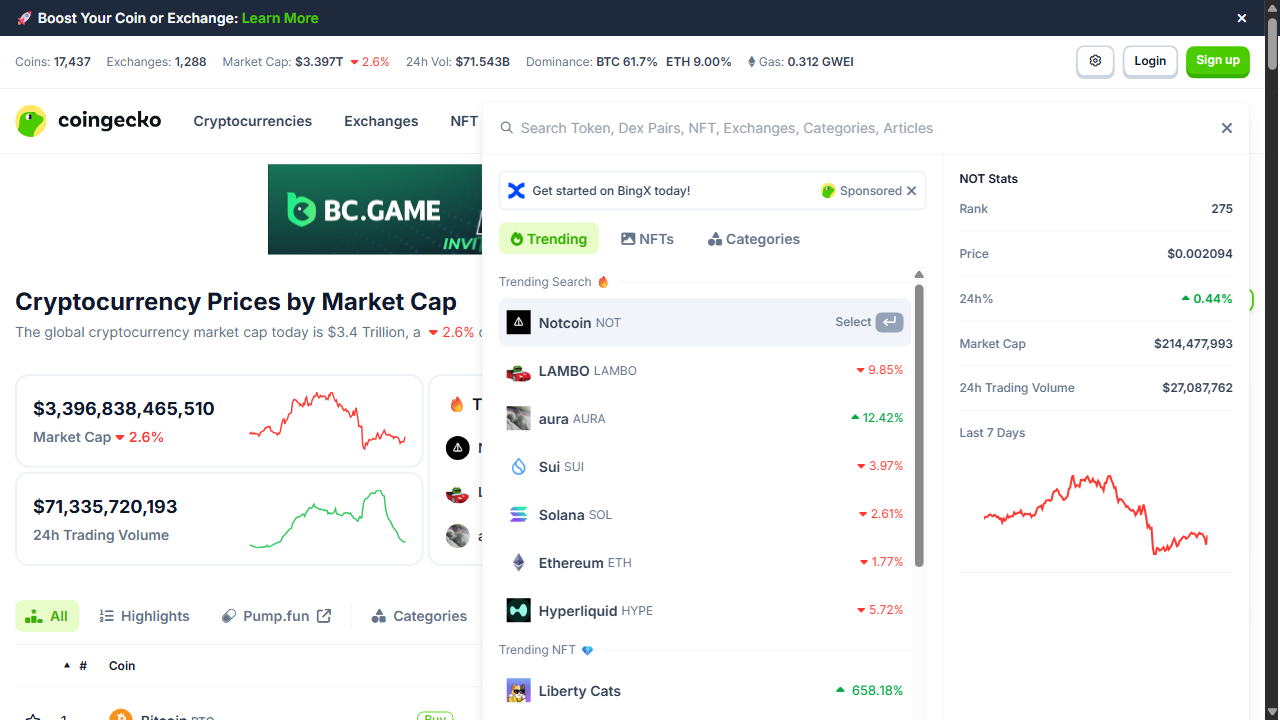 🚀 Boost Your Coin or Exchange: Learn More
Coins: 17,437 Exchanges: 1,288 Market Cap: $3.397T 2.6% 24h Vol: $71.543B Dominance: BTC 61.7% ETH 9.00% Gas: 0.312 GWEI
Login
Sign up
coingecko Cryptocurrencies Exchanges NFT
Search Token, Dex Pairs, NFT, Exchanges, Categories, Articles
BC.GAME
INVI
Cryptocurrency Prices by Market Cap
The global cryptocurrency market cap today is $3.4 Trillion, a 2.6%
$3,396,838,465,510
Market Cap 2.6%
$71,335,720,193
24h Trading Volume
All Highlights Pump.fun Categories
# Coin
1 Bitcoin BTC Buy
Get started on BingX today! Sponsored
Trending NFTs Categories
Trending Search 🔥
Notcoin NOT Select
LAMBO LAMBO 9.85%
aura AURA 12.42%
Sui SUI 3.97%
Solana SOL 2.61%
Ethereum ETH 1.77%
Hyperliquid HYPE 5.72%
Trending NFT 💎
Liberty Cats 658.18%
NOT Stats
Rank 275
Price $0.002094
24h% 0.44%
Market Cap $214,477,993
24h Trading Volume $27,087,762
Last 7 Days